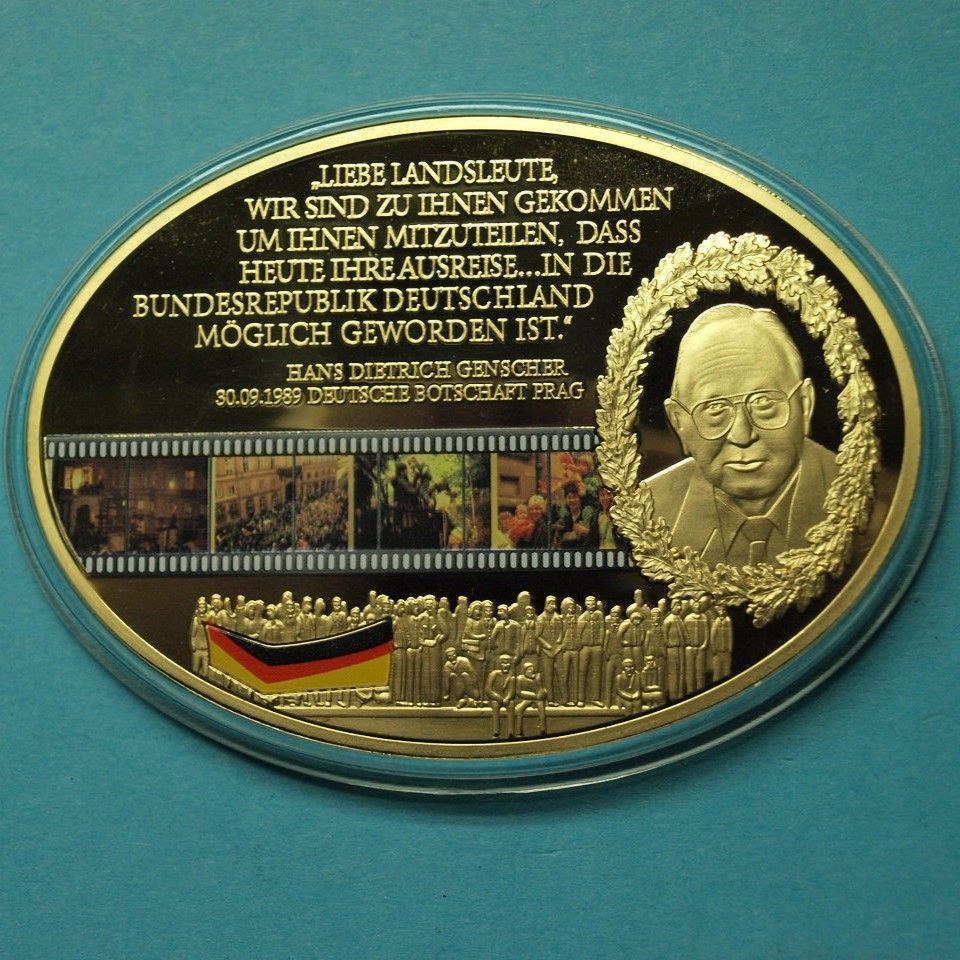 „LIEBE LANDSLEUTE,
WIR SIND ZU IHNEN GEKOMMEN
UM IHNEN MITZUTEILEN, DASS
HEUTE IHRE AUSREISE...IN DIE
BUNDESREPUBLIK DEUTSCHLAND
MÖGLICH GEWORDEN IST.“
HANS DIETRICH GENSCHER
30.09.1989 DEUTSCHE BOTSCHAFT PRAG